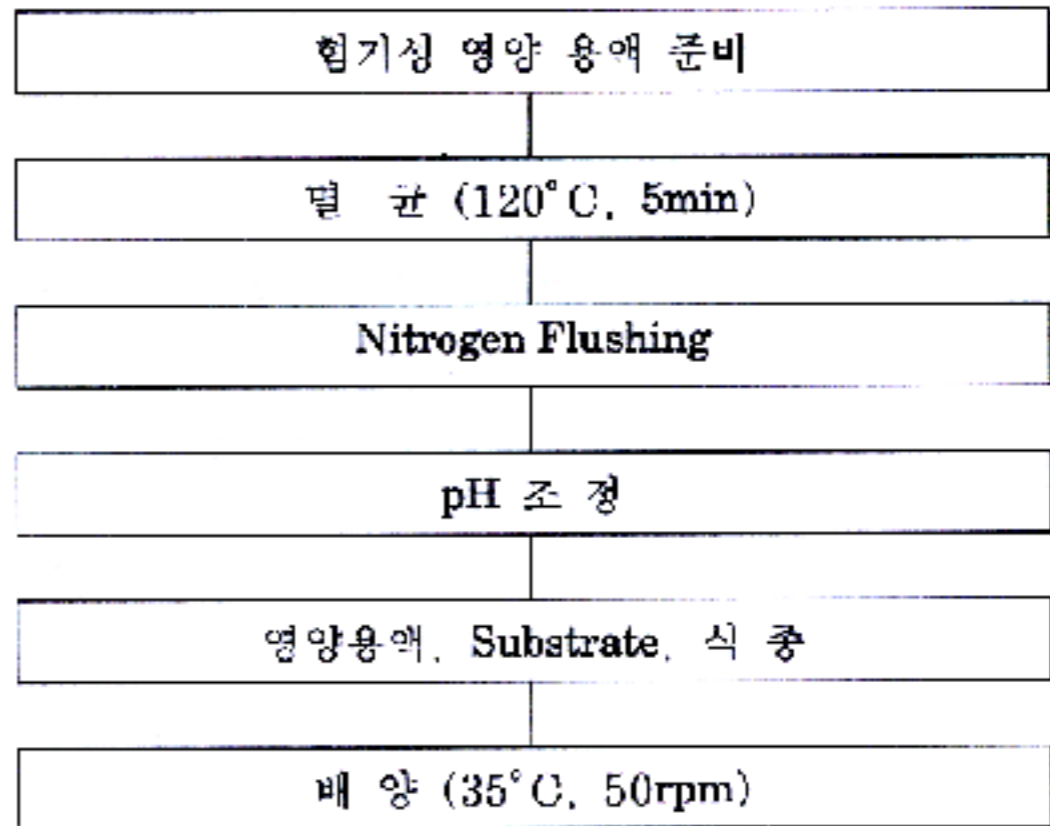 혐기성 영양 용액 준비
멸 균 (120°C, 5min)
Nitrogen Flushing
pH 조 정
영양용액, Substrate, 식 종
배 양 (35°C, 50rpm)